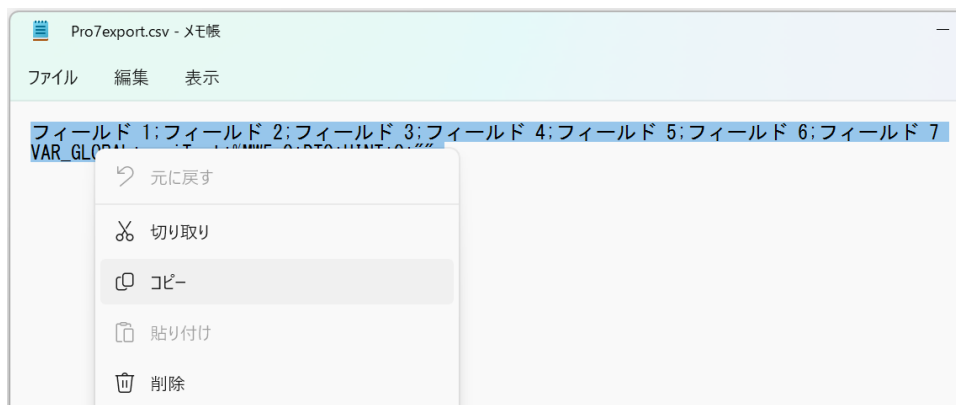 Pro7export.csv - メモ帳
ファイル 編集 表示
フィールド 1;フィールド 2;フィールド 3;フィールド 4;フィールド 5;フィールド 6;フィールド 7
元に戻す
切り取り
コピー
貼り付け
削除